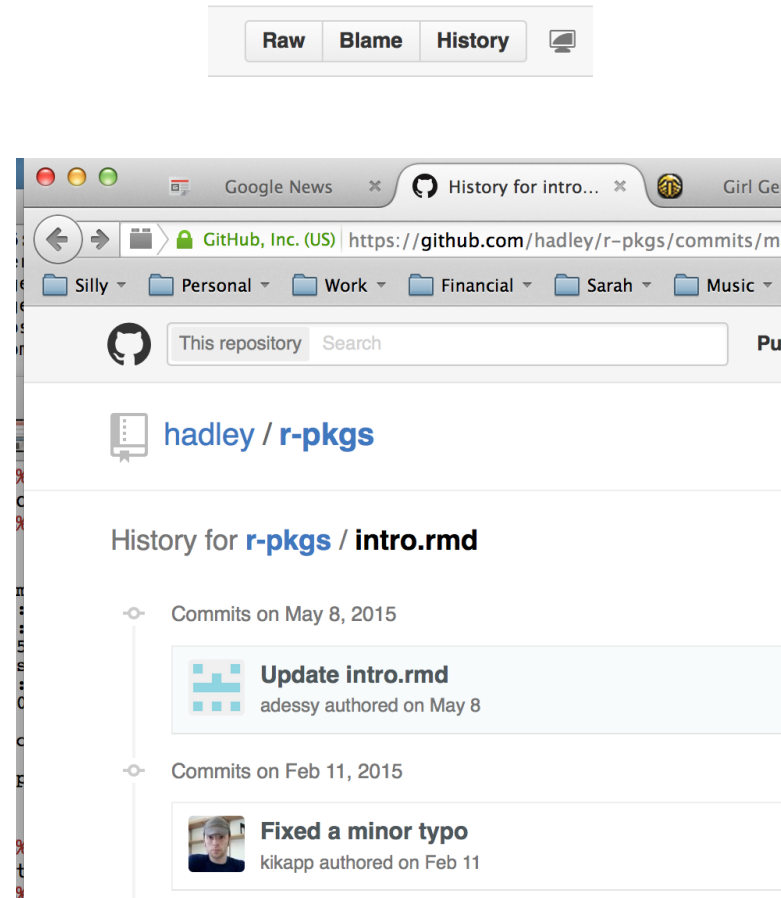 Raw Blame History
Google News × History for intro... × Girl Ge
GitHub, Inc. (US) https://github.com/hadley/r-pkgs/commits/m
Silly Personal Work Financial Sarah Music
This repository Search Pu
hadley / r-pkgs
History for r-pkgs / intro.rmd
Commits on May 8, 2015
Update intro.rmd
adessy authored on May 8
Commits on Feb 11, 2015
Fixed a minor typo
kikapp authored on Feb 11